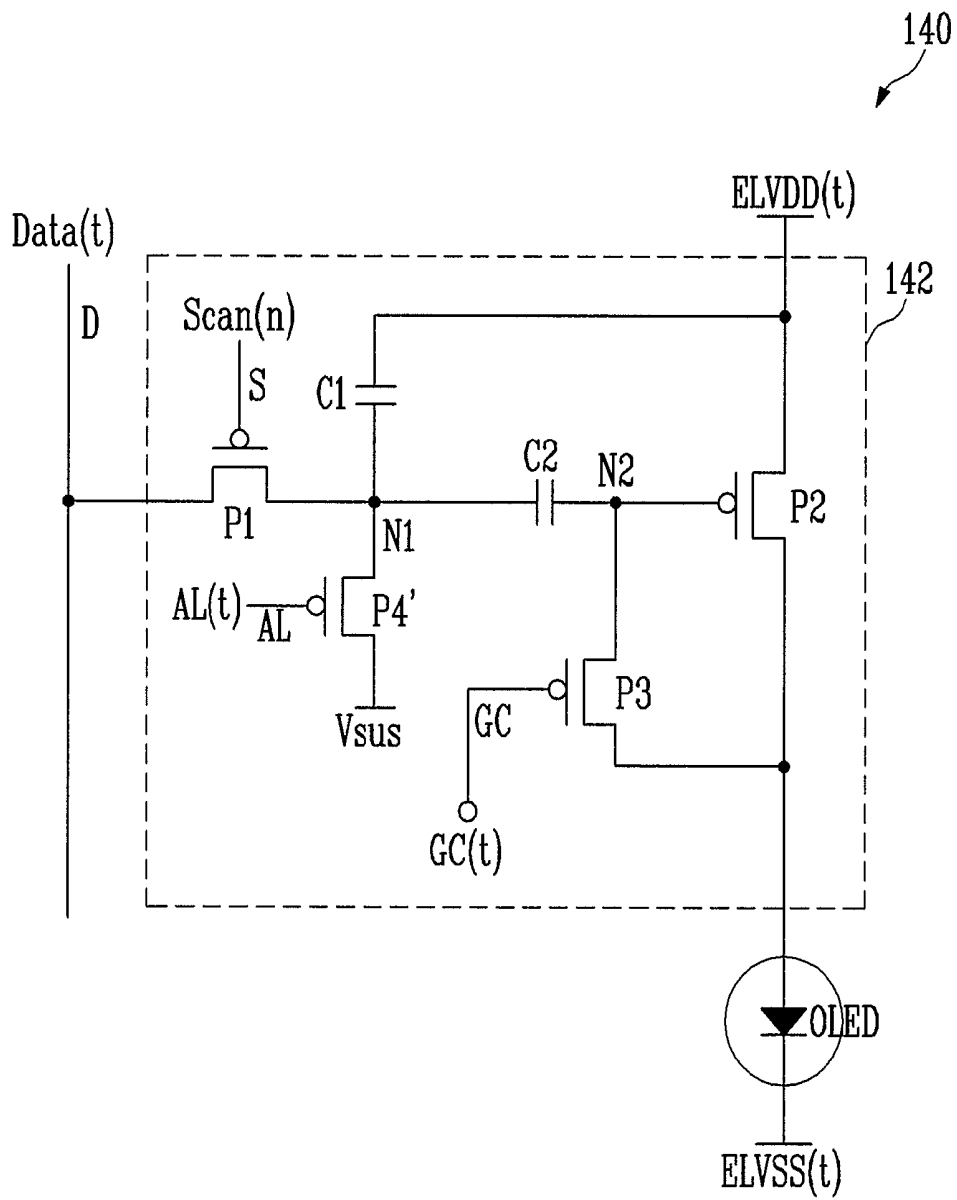 140
ELVDD(t)
Data(t)
142
D
Scan(n)
S
C1
C2
N2
P2
P1
N1
AL(t)
AL
P4'
P3
GC
Vsus
GC(t)
OLED
ELVSS(t)